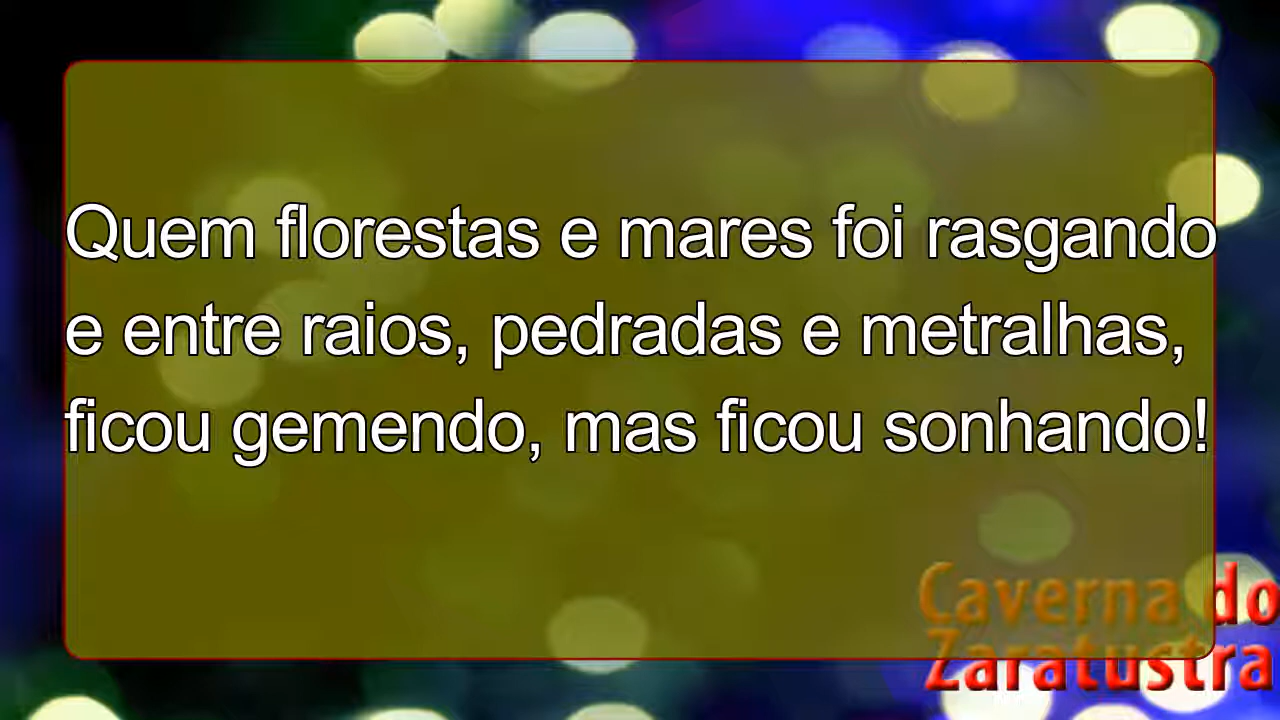 Quem florestas e mares foi rasgando
e entre raios, pedradas e metralhas,
ficou gemendo, mas ficou sonhando!
Caverna do
Zaratustra